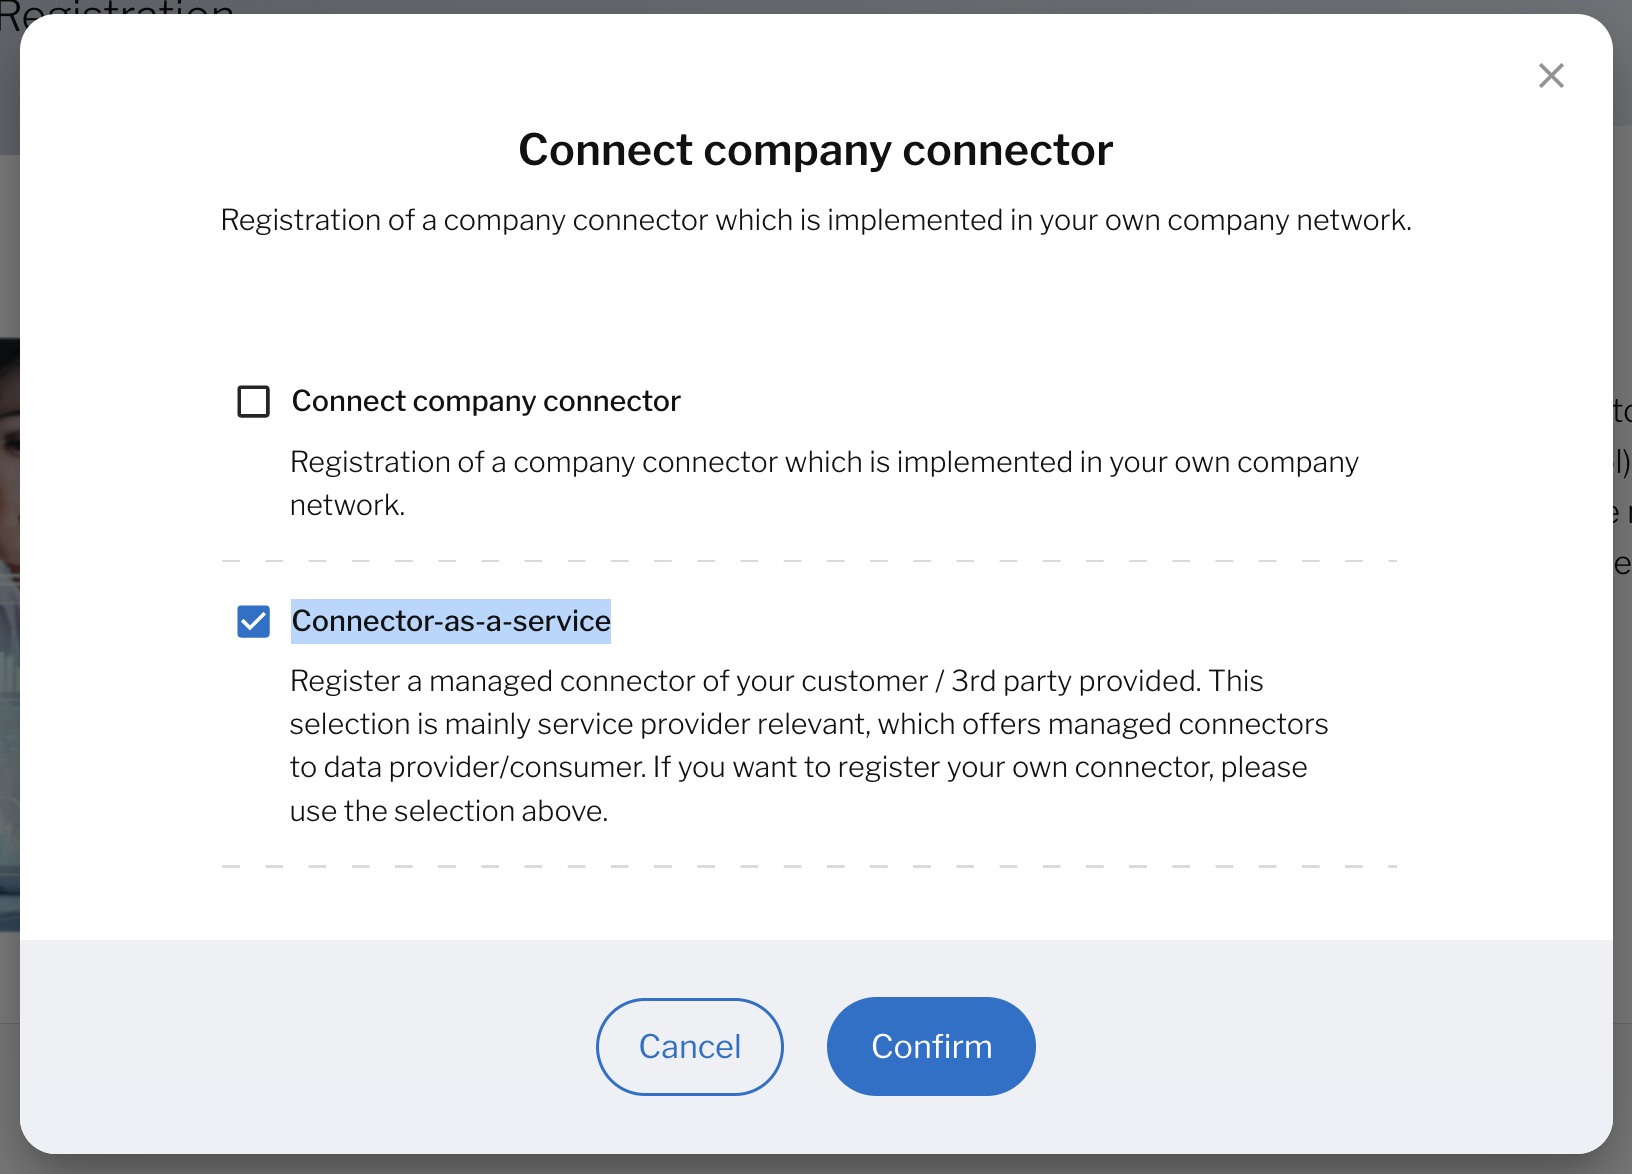 Registration
Connect company connector
Registration of a company connector which is implemented in your own company network.
Connect company connector
Registration of a company connector which is implemented in your own company
network.
Connector-as-a-service
Register a managed connector of your customer / 3rd party provided. This
selection is mainly service provider relevant, which offers managed connectors
to data provider/consumer. If you want to register your own connector, please
use the selection above.
Cancel
Confirm